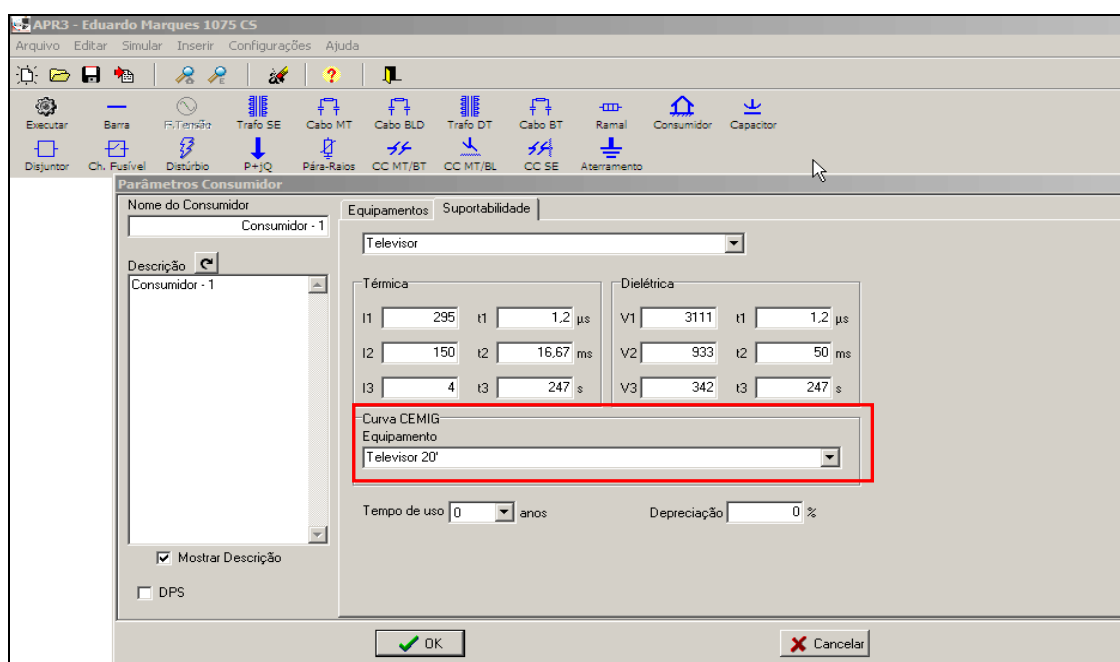 APR3 - Eduardo Marques 1075 CS
Arquivo Editar Simular Inserir Configurações Ajuda
Executar Barra F.Tensão Trafo SE Cabo MT Cabo BLD Trafo DT Cabo BT Ramal Consumidor Capacitor
Disjuntor Ch. Fusível Distúrbio P+jQ Pára-Raios CC MT/BT CC MT/BL CC SE Aterramento
Parâmetros Consumidor
Nome do Consumidor
Consumidor - 1
Descrição
Consumidor - 1
Mostrar Descrição
DPS
Equipamentos Suportabilidade
Televisor
Térmica
I1 295 t1 1,2 µs
I2 150 t2 16,67 ms
I3 4 t3 247 s
Dielétrica
V1 3111 t1 1,2 µs
V2 933 t2 50 ms
V3 342 t3 247 s
Curva CEMIG
Equipamento
Televisor 20'
Tempo de uso 0 anos Depreciação 0 %
OK Cancelar